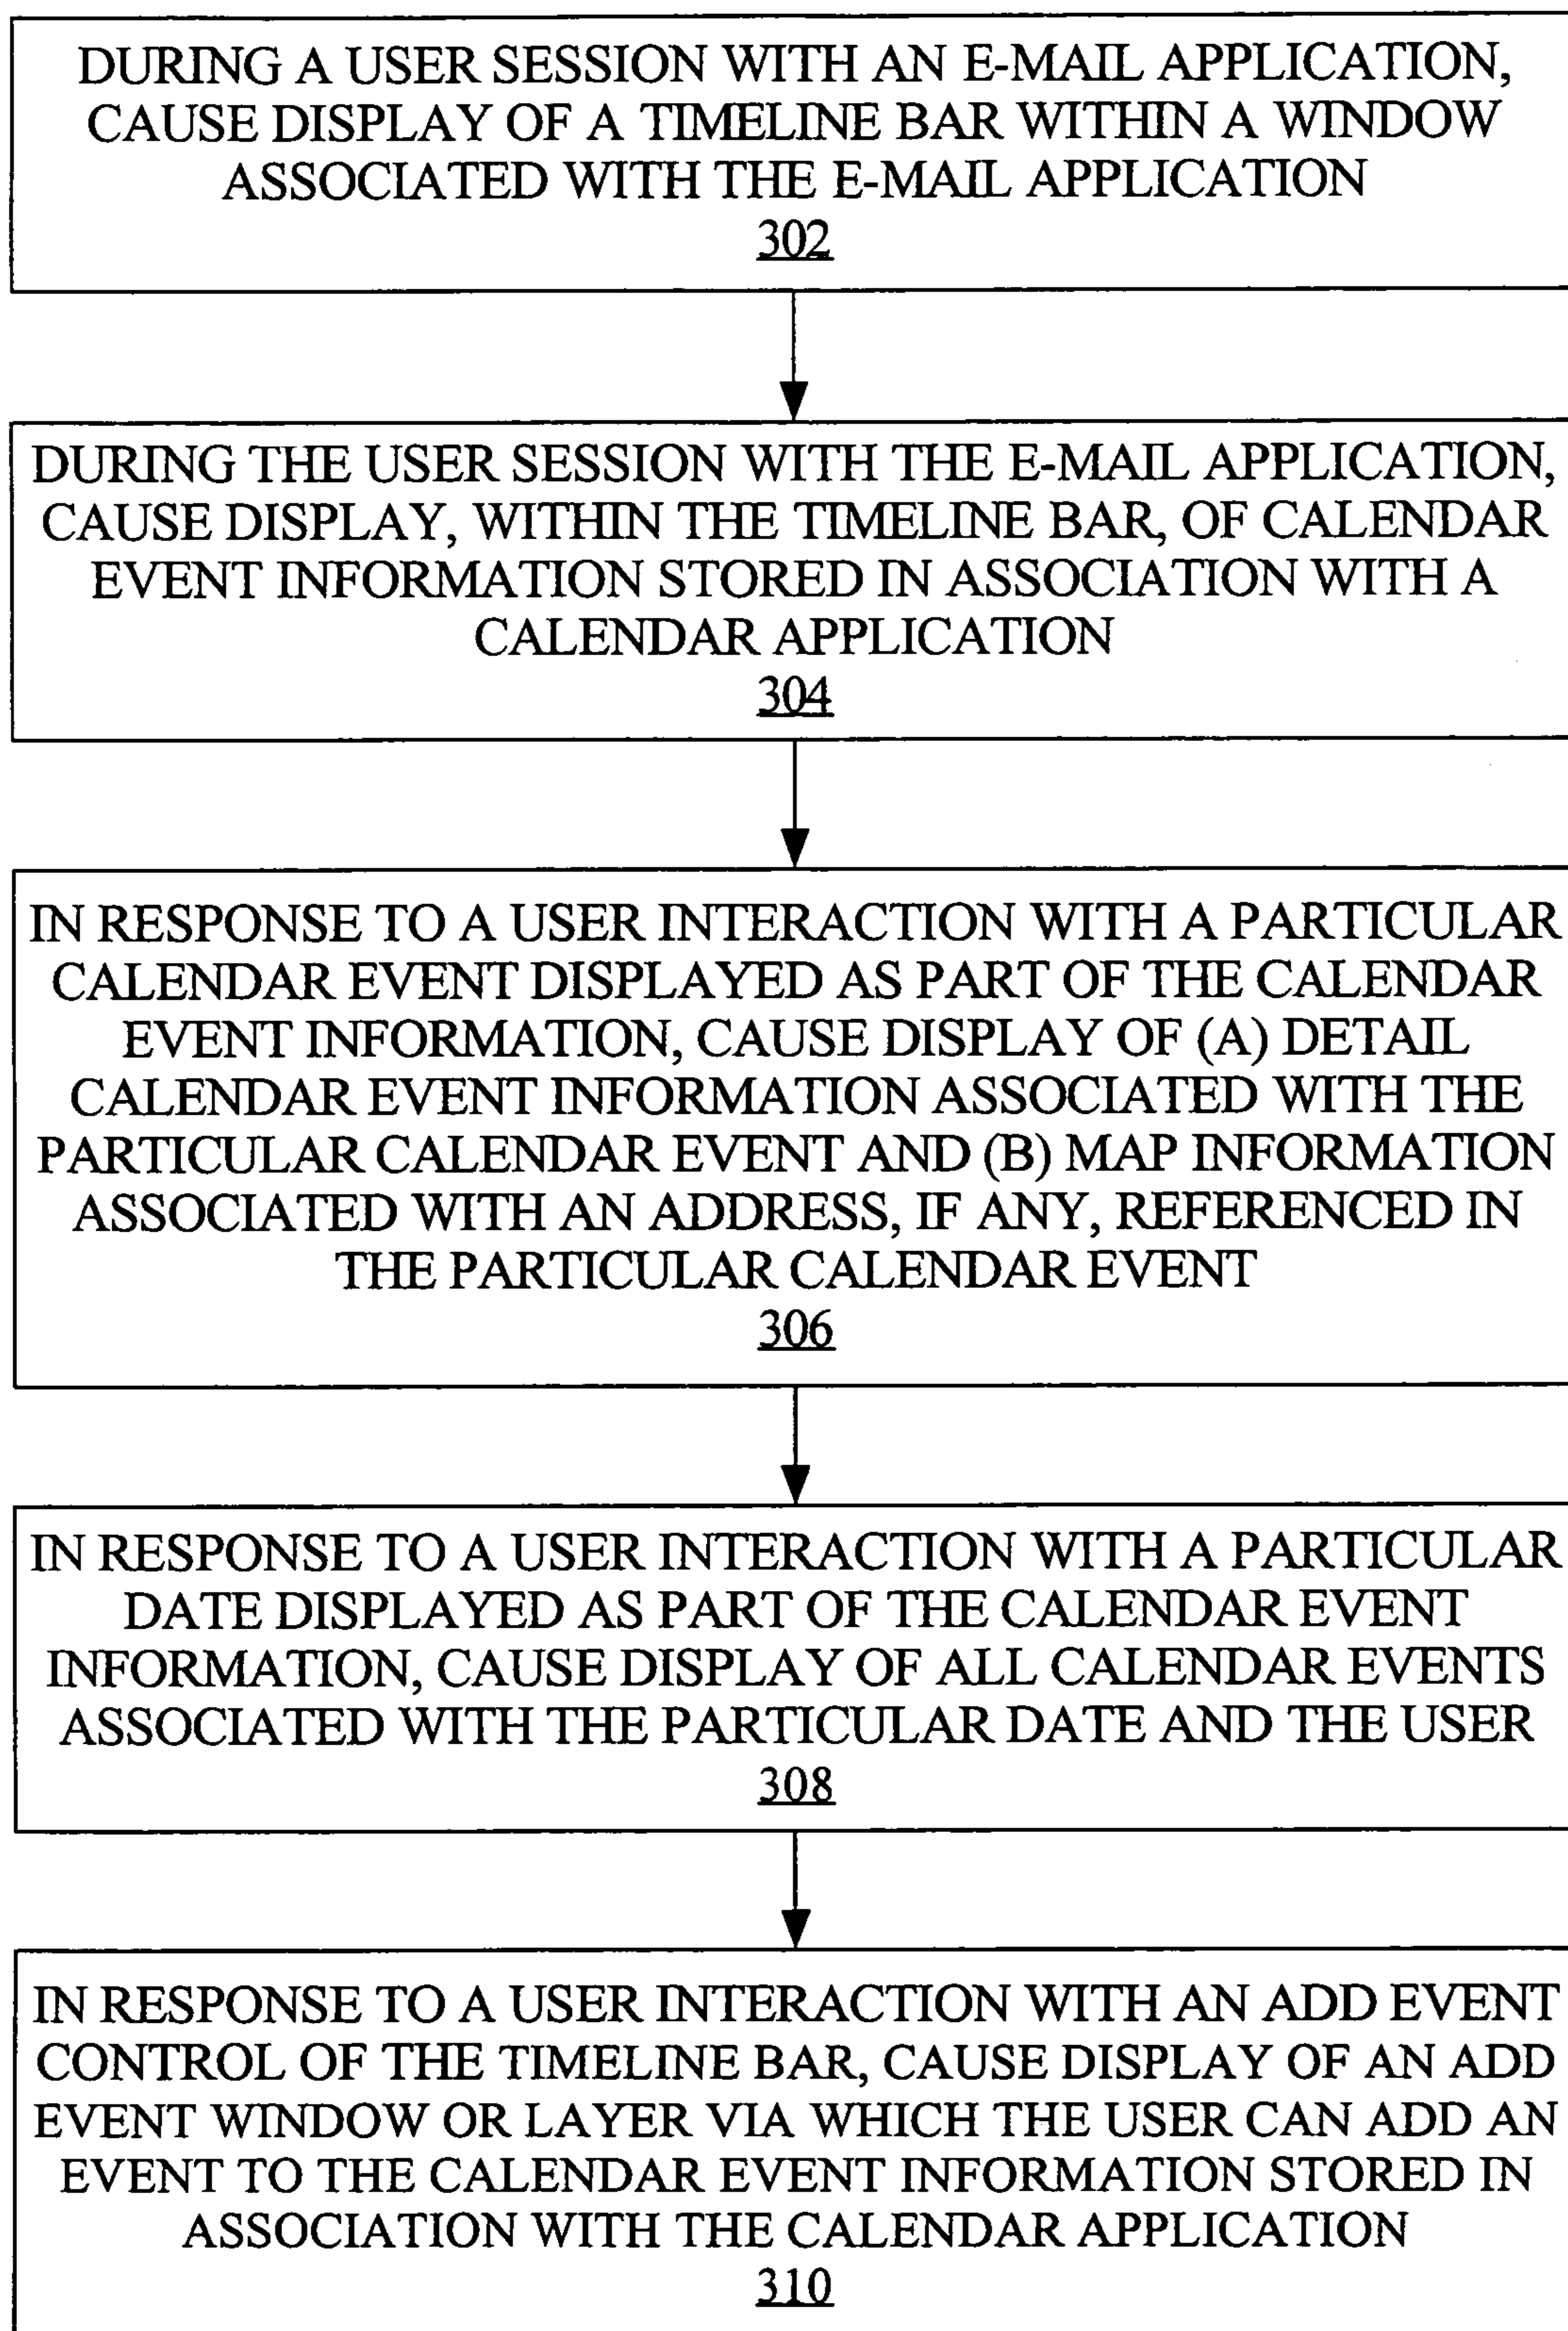 DURING A USER SESSION WITH AN E-MAIL APPLICATION,
CAUSE DISPLAY OF A TIMELINE BAR WITHIN A WINDOW
ASSOCIATED WITH THE E-MAIL APPLICATION
302
DURING THE USER SESSION WITH THE E-MAIL APPLICATION,
CAUSE DISPLAY, WITHIN THE TIMELINE BAR, OF CALENDAR
EVENT INFORMATION STORED IN ASSOCIATION WITH A
CALENDAR APPLICATION
304
IN RESPONSE TO A USER INTERACTION WITH A PARTICULAR
CALENDAR EVENT DISPLAYED AS PART OF THE CALENDAR
EVENT INFORMATION, CAUSE DISPLAY OF (A) DETAIL
CALENDAR EVENT INFORMATION ASSOCIATED WITH THE
PARTICULAR CALENDAR EVENT AND (B) MAP INFORMATION
ASSOCIATED WITH AN ADDRESS, IF ANY, REFERENCED IN
THE PARTICULAR CALENDAR EVENT
306
IN RESPONSE TO A USER INTERACTION WITH A PARTICULAR
DATE DISPLAYED AS PART OF THE CALENDAR EVENT
INFORMATION, CAUSE DISPLAY OF ALL CALENDAR EVENTS
ASSOCIATED WITH THE PARTICULAR DATE AND THE USER
308
IN RESPONSE TO A USER INTERACTION WITH AN ADD EVENT
CONTROL OF THE TIMELINE BAR, CAUSE DISPLAY OF AN ADD
EVENT WINDOW OR LAYER VIA WHICH THE USER CAN ADD AN
EVENT TO THE CALENDAR EVENT INFORMATION STORED IN
ASSOCIATION WITH THE CALENDAR APPLICATION
310